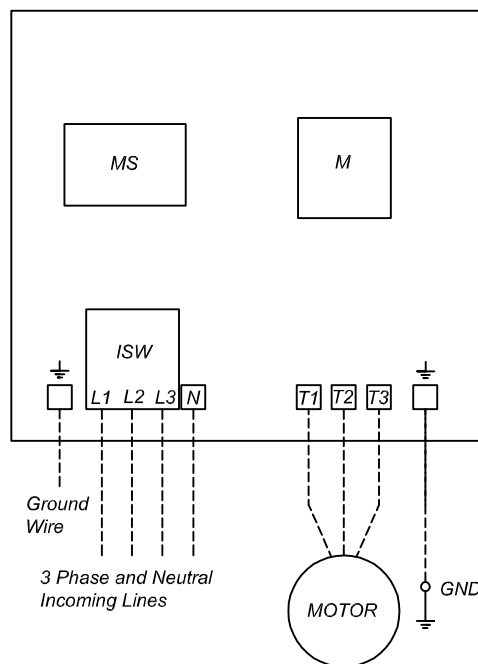 MS
M
ISW
L1 L2 L3 N
T1 T2 T3
Ground
Wire
3 Phase and Neutral
Incoming Lines
MOTOR
GND